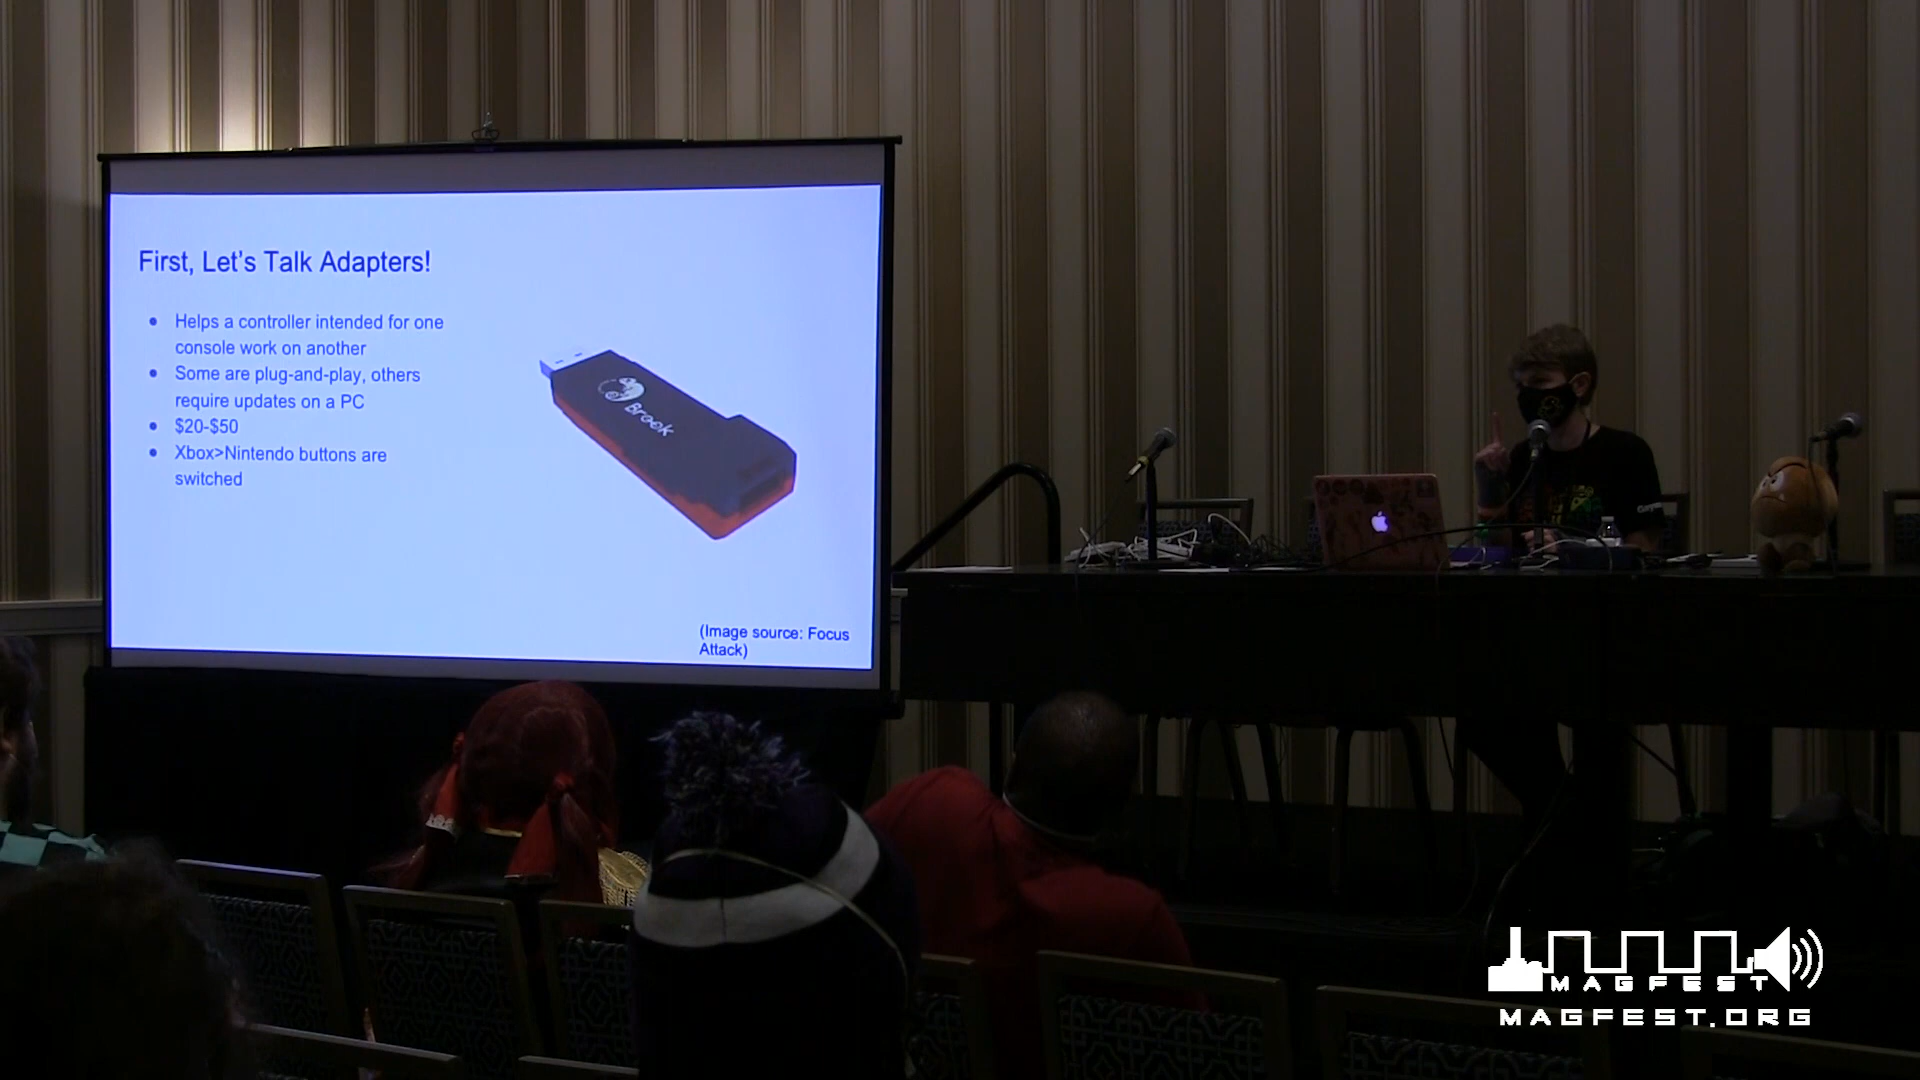 First, Let's Talk Adapters!
Helps a controller intended for one
console work on another
Some are plug-and-play, others
require updates on a PC
$20-$50
Xbox>Nintendo buttons are
switched
Brook
(Image source: Focus
Attack)
MAGFEST
MAGFEST.ORG